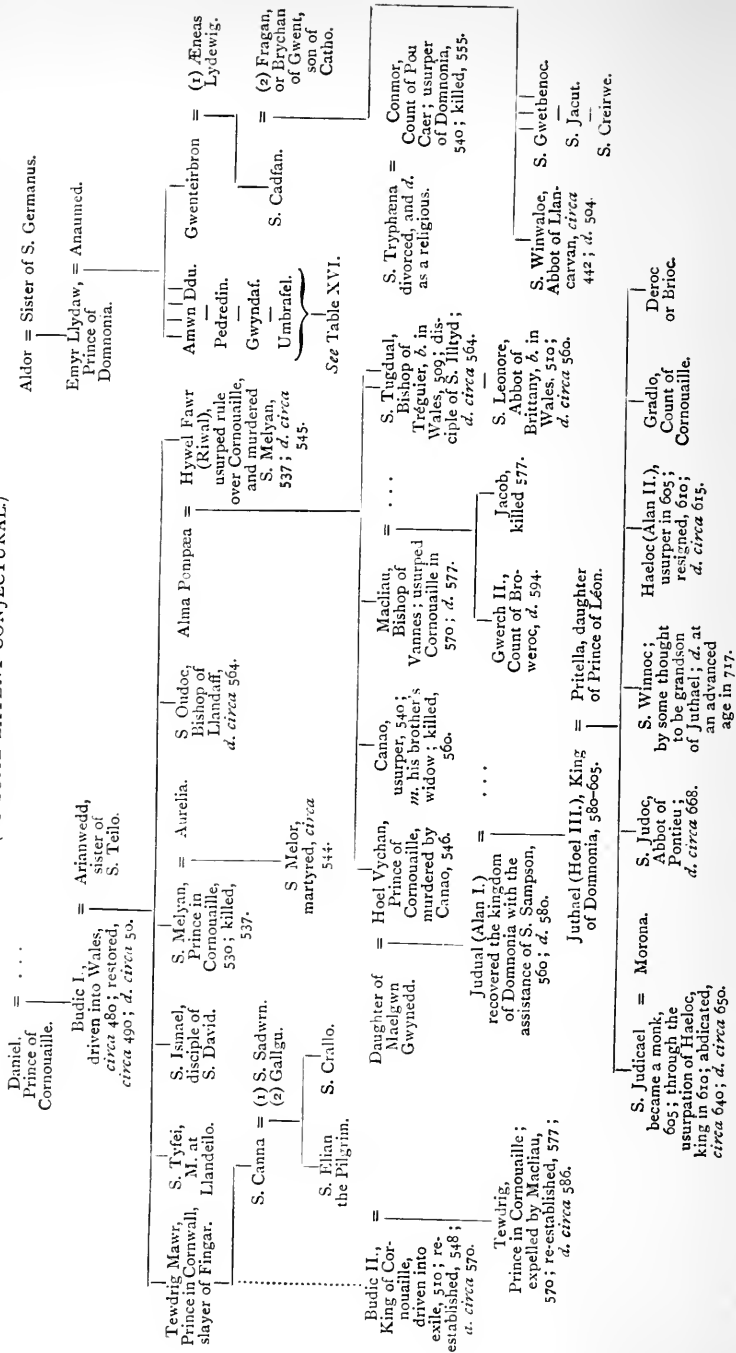 Aldor = Sister of S. Germanus.
Emyr Llydaw, = Anaumed.
Prince of
Domnonia.
Daniel, = . . .
Prince of
Cornouaille.
Budic I., = Arianwedd,
driven into Wales, sister of
circa 480; restored, S. Teilo.
circa 490; d. circa 50.
Amwn Ddu.
Pedredin.
Gwyndaf.
Umbrafel.
See Table XVI.
Gwenteirbron = (1) Æneas
Lydewig.
= (2) Fragan,
or Brychan
of Gwent,
son of
Catho.
S. Cadfan.
Tewdrig Mawr,
Prince in Cornwall,
slayer of Fingar.
S. Tyfei,
M. at
Llandeilo.
S. Ismael,
disciple of
S. David.
S. Melyan, = Aurelia.
Prince in
Cornouaille,
530; killed,
537.
S Oudoc,
Bishop of
Llandaff,
d. circa 564.
Alma Pompæa = Hywel Fawr
(Riwal),
usurped rule
over Cornouaille,
and murdered
S. Melyan,
537; d. circa
545.
S. Canna = (1) S. Sadwrn.
(2) Gallgu.
S. Elian
the Pilgrim.
S. Crallo.
S Melor,
martyred, circa
544.
Daughter of = Hoel Vychan,
Maelgwn Prince of
Gwynedd. Cornouaille,
murdered by
Canao, 546.
Canao,
usurper, 540;
m. his brother's
widow; killed,
560.
Macliau, = . . .
Bishop of
Vannes; usurped
Cornouaille in
570; d. 577.
S. Tugdual,
Bishop of
Tréguier, b. in
Wales, 509; dis-
ciple of S. Iltyd;
d. circa 564.
S. Leonore,
Abbot of
Brittany, b. in
Wales, 510;
d. circa 560.
S. Tryphæna = Connor,
divorced, and d. Count of Pou
as a religious. Caer; usurper
of Domnonia,
540; killed, 555.
S. Winwaloe,
Abbot of Llan-
carvan, circa
442; d. 504.
S. Gwethenoc.
S. Jacut.
S. Creirwe.
Budic II., =
King of Cor-
nouaille,
driven into
exile, 510; re-
established, 548;
d. circa 570.
Judual (Alan I.) = . . .
recovered the kingdom
of Domnonia with the
assistance of S. Sampson,
560; d. 580.
Gwerch II.,
Count of Bro-
weroc, d. 594.
Jacob,
killed 577.
Tewdrig,
Prince in Cornouaille;
expelled by Macliau,
570; re-established, 577;
d. circa 586.
Juthael (Hoel III.), King = Pritella, daughter
of Domnonia, 580-605. of Prince of Léon.
S. Judicael = Morona.
became a monk,
605; through the
usurpation of Haeloc,
king in 610; abdicated,
circa 640; d. circa 650.
S. Judoc,
Abbot of
Pontieu;
d. circa 668.
S. Winnoc;
by some thought
to be grandson
of Juthael; d. at
an advanced
age in 717.
Haeloc (Alan II.),
usurper in 605;
resigned, 610;
d. circa 615.
Gradlo,
Count of
Cornouaille.
Deroc
or Brioc.